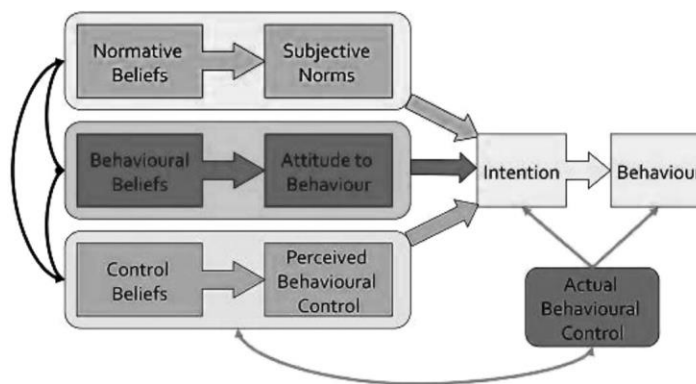 Normative
Beliefs
Subjective
Norms
Behavioural
Beliefs
Attitude to
Behaviour
Control
Beliefs
Perceived
Behavioural
Control
Intention
Behaviour
Actual
Behavioural
Control